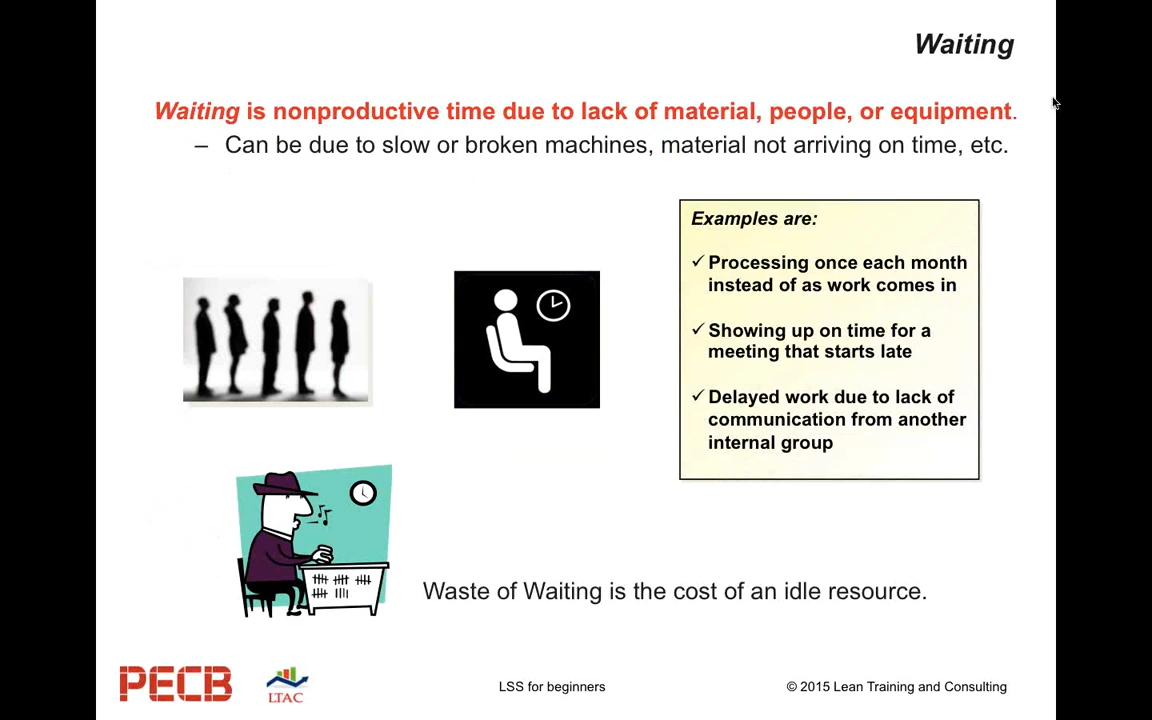 Waiting
Waiting is nonproductive time due to lack of material, people, or equipment.
– Can be due to slow or broken machines, material not arriving on time, etc.
Examples are:
✓ Processing once each month
instead of as work comes in
✓ Showing up on time for a
meeting that starts late
✓ Delayed work due to lack of
communication from another
internal group
Waste of Waiting is the cost of an idle resource.
PECB
LTAC
LSS for beginners
© 2015 Lean Training and Consulting